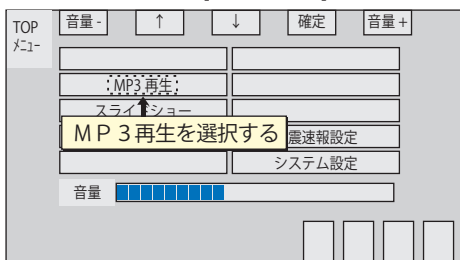 TOP
ﾒﾆｭｰ
音量 -
↑
↓
確定
音量 +
MP3 再生
スライドショー
ＭＰ３再生を選択する
震速報設定
システム設定
音量